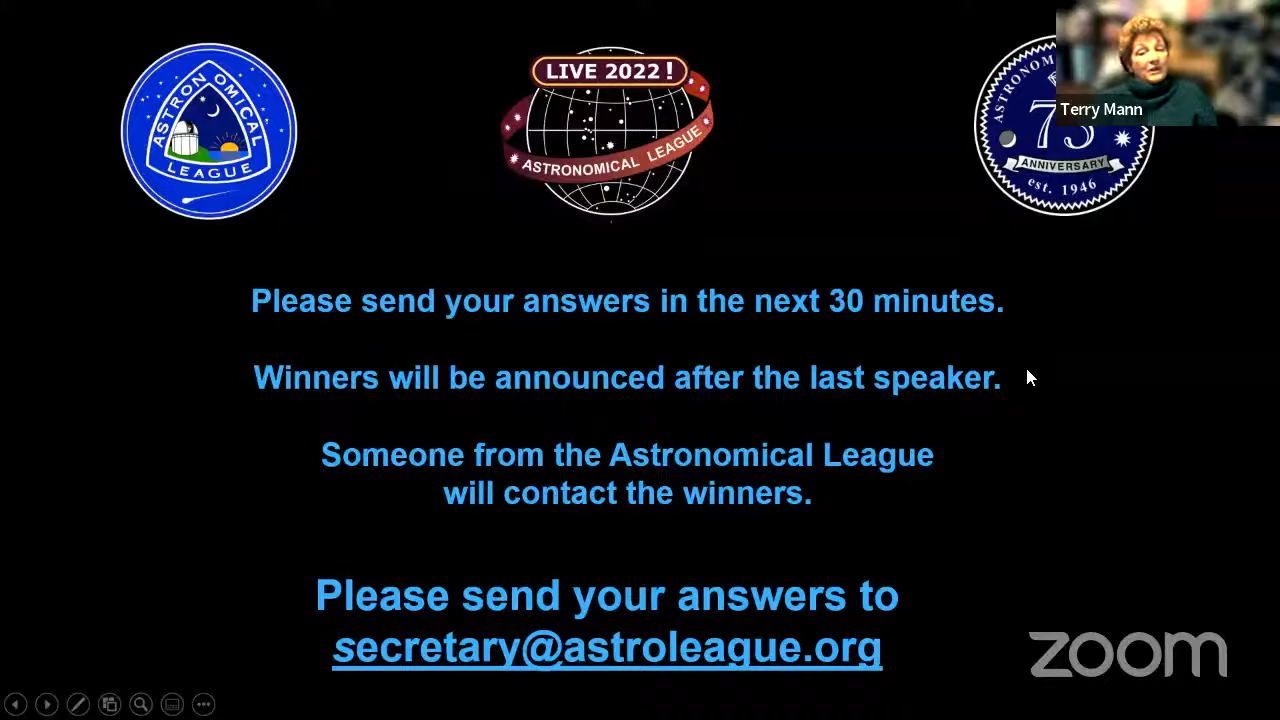 ASTRONOMICAL
LEAGUE
LIVE 2022!
ASTRONOMICAL LEAGUE
75
ANNIVERSARY
est. 1946
Terry Mann
Please send your answers in the next 30 minutes.
Winners will be announced after the last speaker.
Someone from the Astronomical League
will contact the winners.
Please send your answers to
secretary@astroleague.org
zoom